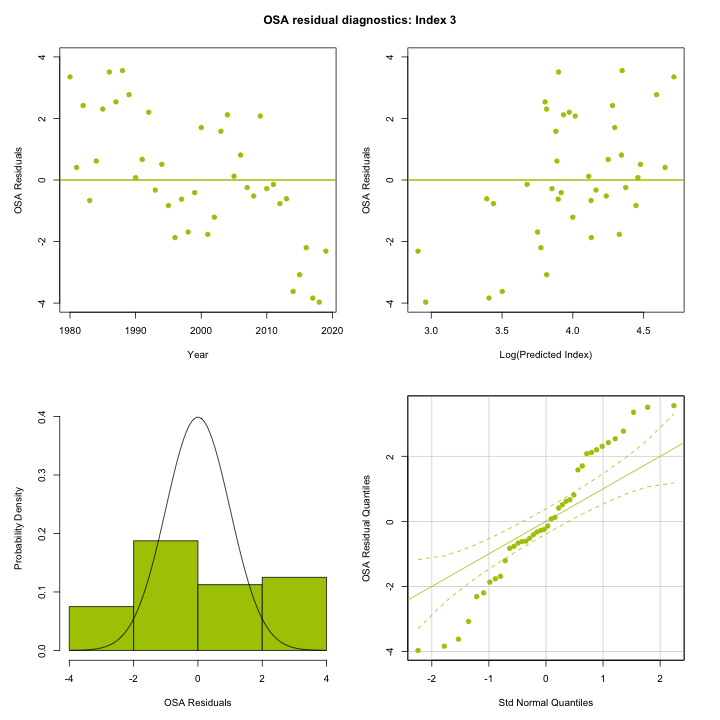 OSA residual diagnostics: Index 3
4
2
0
-2
-4
OSA Residuals
1980 1990 2000 2010 2020
Year
4
2
0
-2
-4
OSA Residuals
3.0 3.5 4.0 4.5
Log(Predicted Index)
0.4
0.3
0.2
0.1
0.0
Probability Density
-4 -2 0 2 4
OSA Residuals
2
0
-2
-4
OSA Residual Quantiles
-2 -1 0 1 2
Std Normal Quantiles